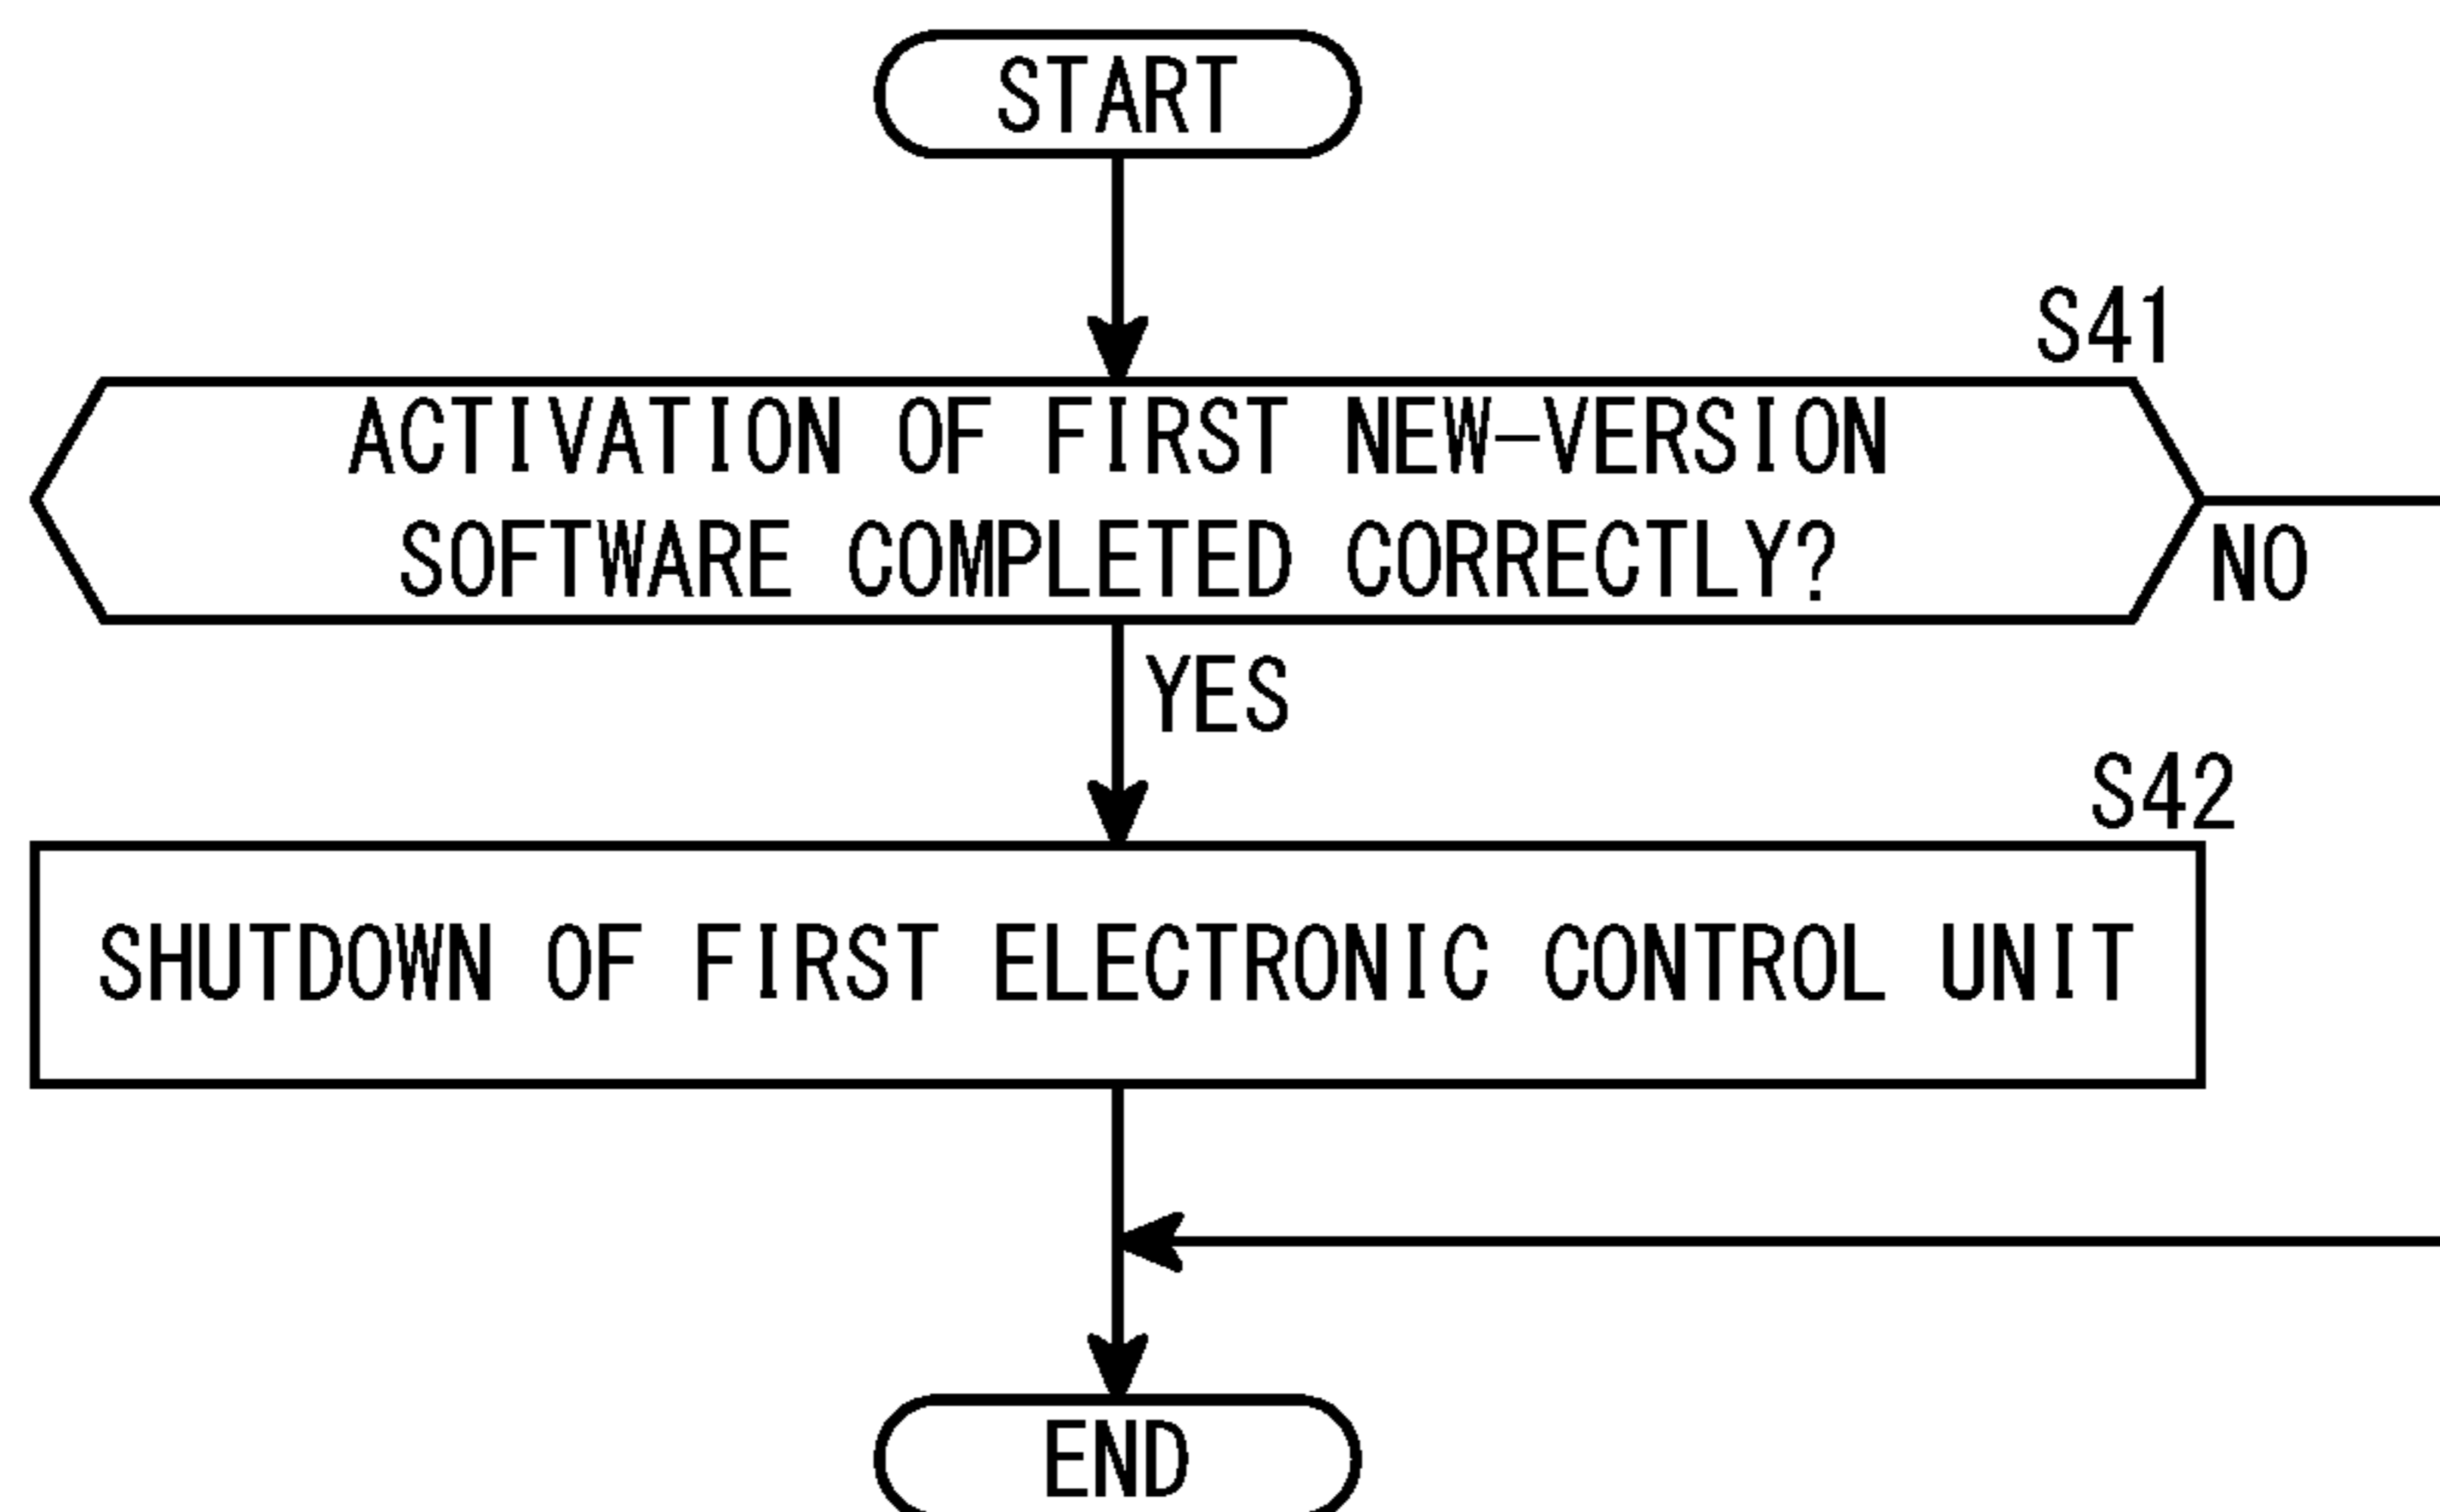 START
S41
ACTIVATION OF FIRST NEW-VERSION
SOFTWARE COMPLETED CORRECTLY?
NO
YES
S42
SHUTDOWN OF FIRST ELECTRONIC CONTROL UNIT
END